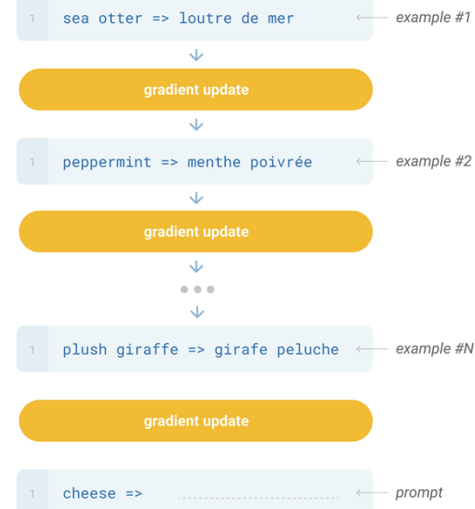 1 sea otter => loutre de mer example #1
gradient update
1 peppermint => menthe poivrée example #2
gradient update
1 plush giraffe => girafe peluche example #N
gradient update
1 cheese => prompt